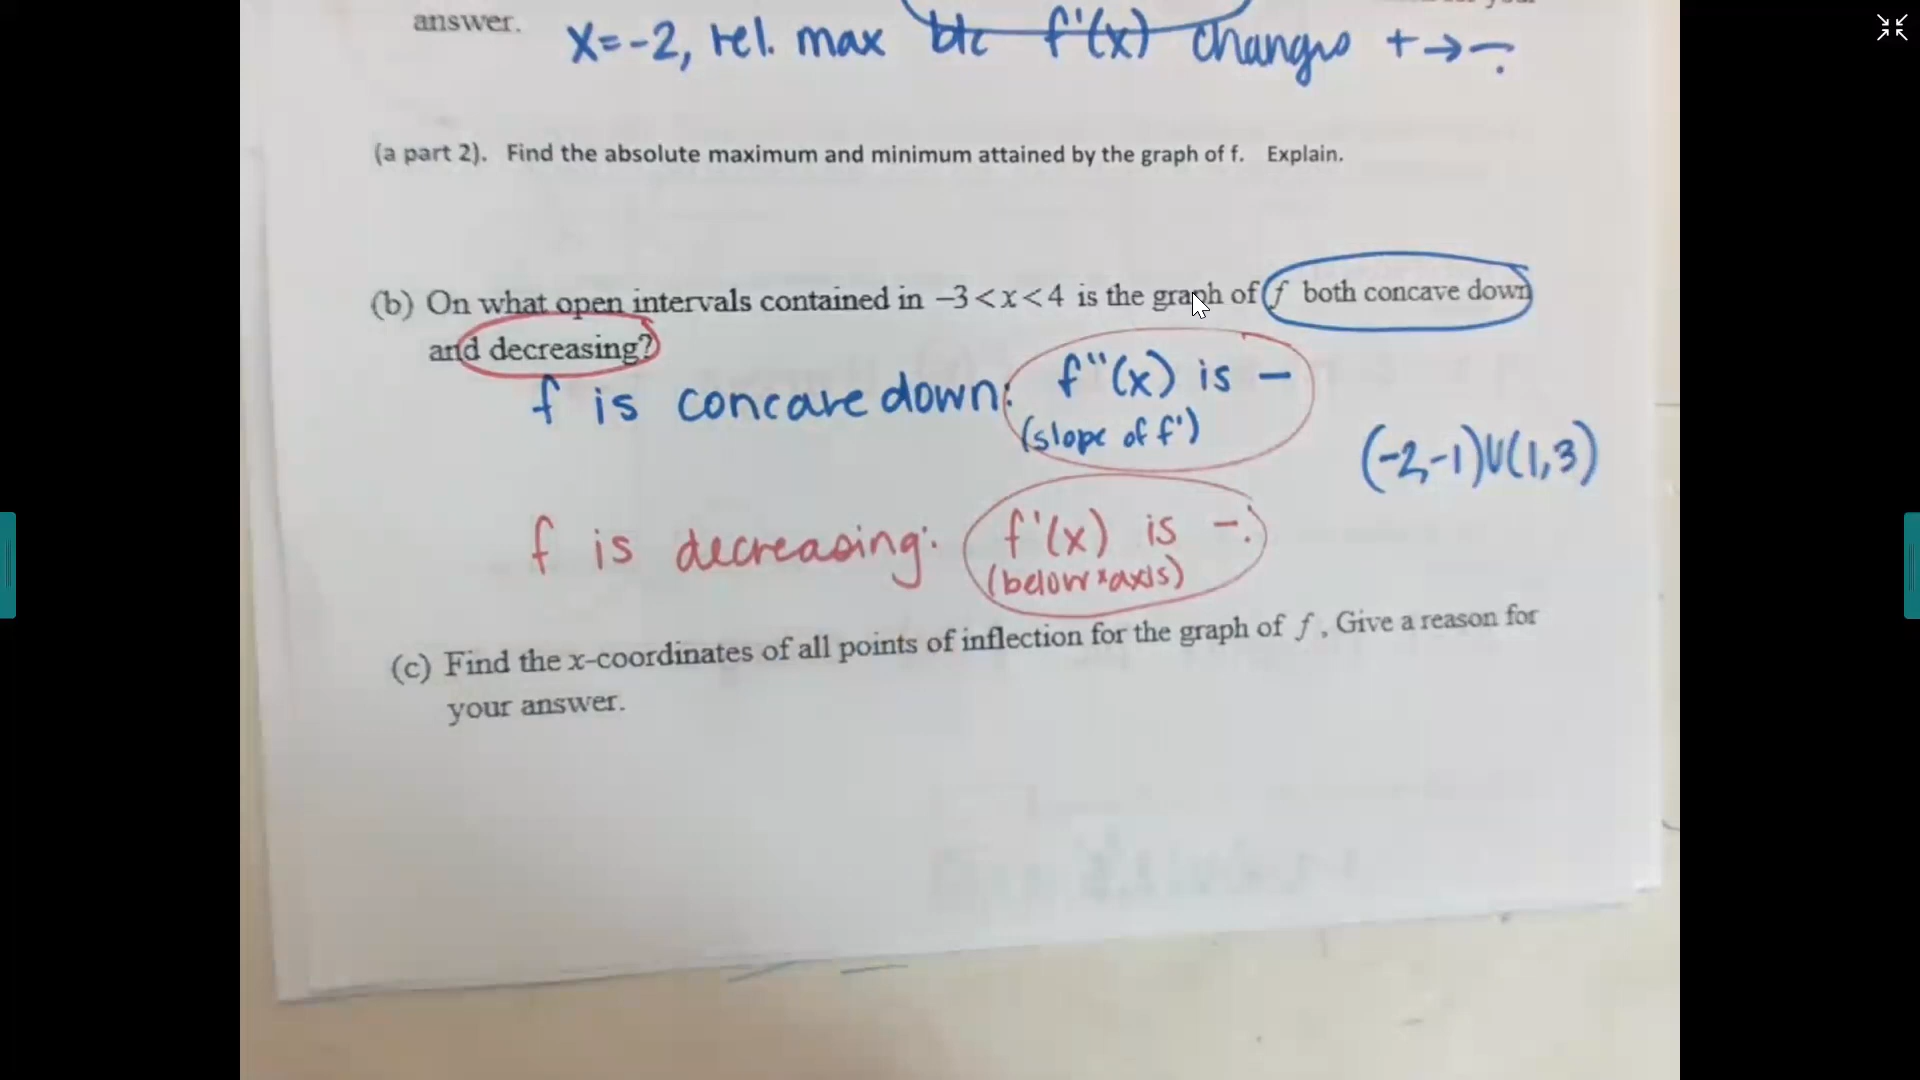 answer.
x=-2, rel. max b/c f'(x) changes + → -.
(a part 2). Find the absolute maximum and minimum attained by the graph of f. Explain.
(b) On what open intervals contained in −3<x<4 is the graph of f both concave down
and decreasing?
f is concave down: f''(x) is −
(slope of f')
(-2,-1)U(1,3)
f is decreasing: f'(x) is −.
(below x axis)
(c) Find the x-coordinates of all points of inflection for the graph of f. Give a reason for
your answer.